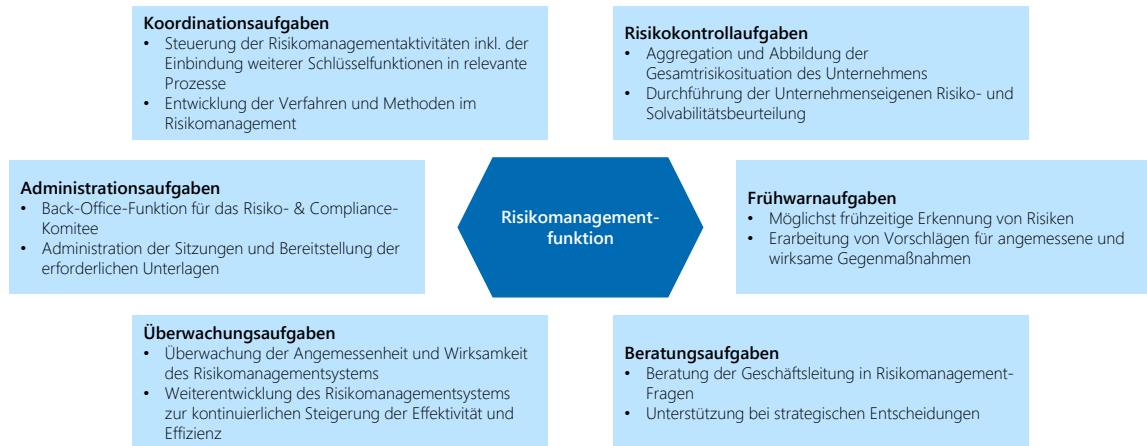 Koordinationsaufgaben
• Steuerung der Risikomanagementaktivitäten inkl. der
Einbindung weiterer Schlüsselfunktionen in relevante
Prozesse
• Entwicklung der Verfahren und Methoden im
Risikomanagement
Risikokontrollaufgaben
• Aggregation und Abbildung der
Gesamtrisikosituation des Unternehmens
• Durchführung der Unternehmenseigenen Risiko- und
Solvabilitätsbeurteilung
Administrationsaufgaben
• Back-Office-Funktion für das Risiko- & Compliance-
Komitee
• Administration der Sitzungen und Bereitstellung der
erforderlichen Unterlagen
Risikomanagement-
funktion
Frühwarnaufgaben
• Möglichst frühzeitige Erkennung von Risiken
• Erarbeitung von Vorschlägen für angemessene und
wirksame Gegenmaßnahmen
Überwachungsaufgaben
• Überwachung der Angemessenheit und Wirksamkeit
des Risikomanagementsystems
• Weiterentwicklung des Risikomanagementsystems
zur kontinuierlichen Steigerung der Effektivität und
Effizienz
Beratungsaufgaben
• Beratung der Geschäftsleitung in Risikomanagement-
Fragen
• Unterstützung bei strategischen Entscheidungen